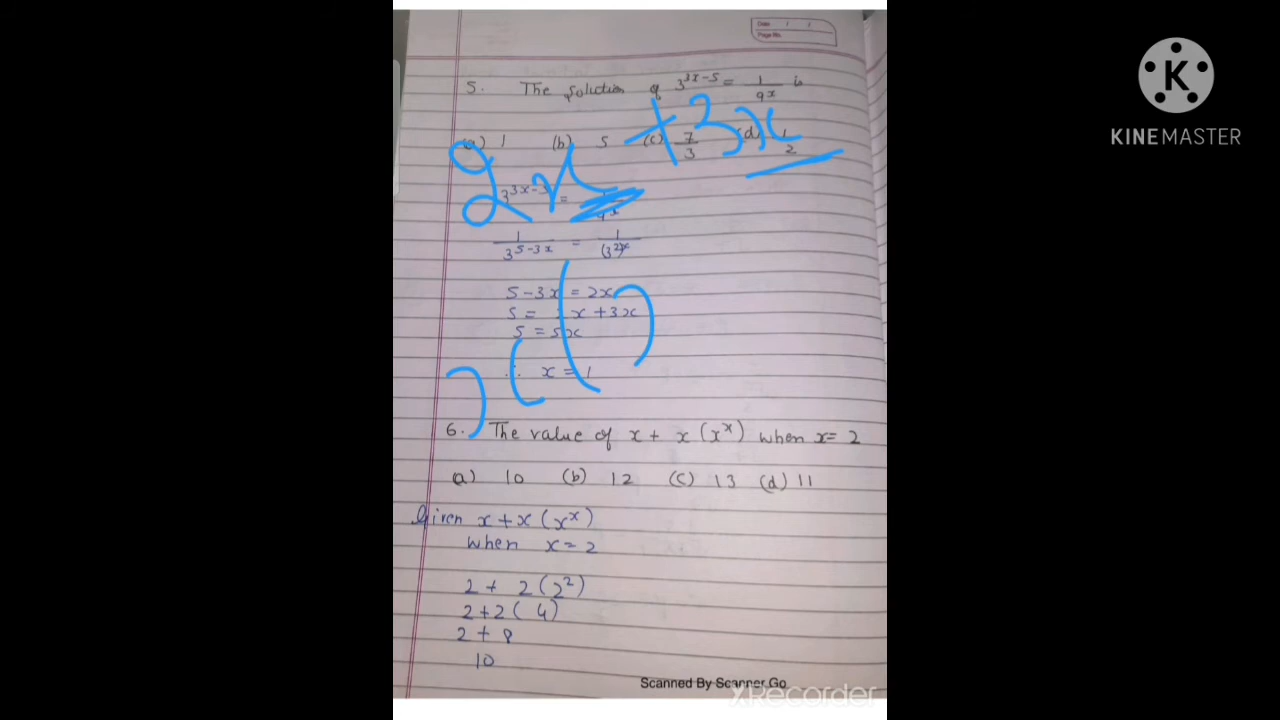 Date / /
Page No.
5. The Solution of 3^{3x-5} = 1/9^x is
(a) 1 (b) 5 (c) 7/3 (d) 1/2
2x + 3x
3^{3x-5} =
1/3^{5-3x} = 1/(3^2)^x
5-3x = 2x
5 = x + 3x
5 = 5x
∴ x = 1
6. The value of x + x(x^x) when x = 2
a) 10 (b) 12 (c) 13 (d) 11
Given x + x(x^x)
when x = 2
2 + 2(2^2)
2+2( 4)
2 + 8
10
Scanned By Scanner Go
XRecorder
K
KINEMASTER